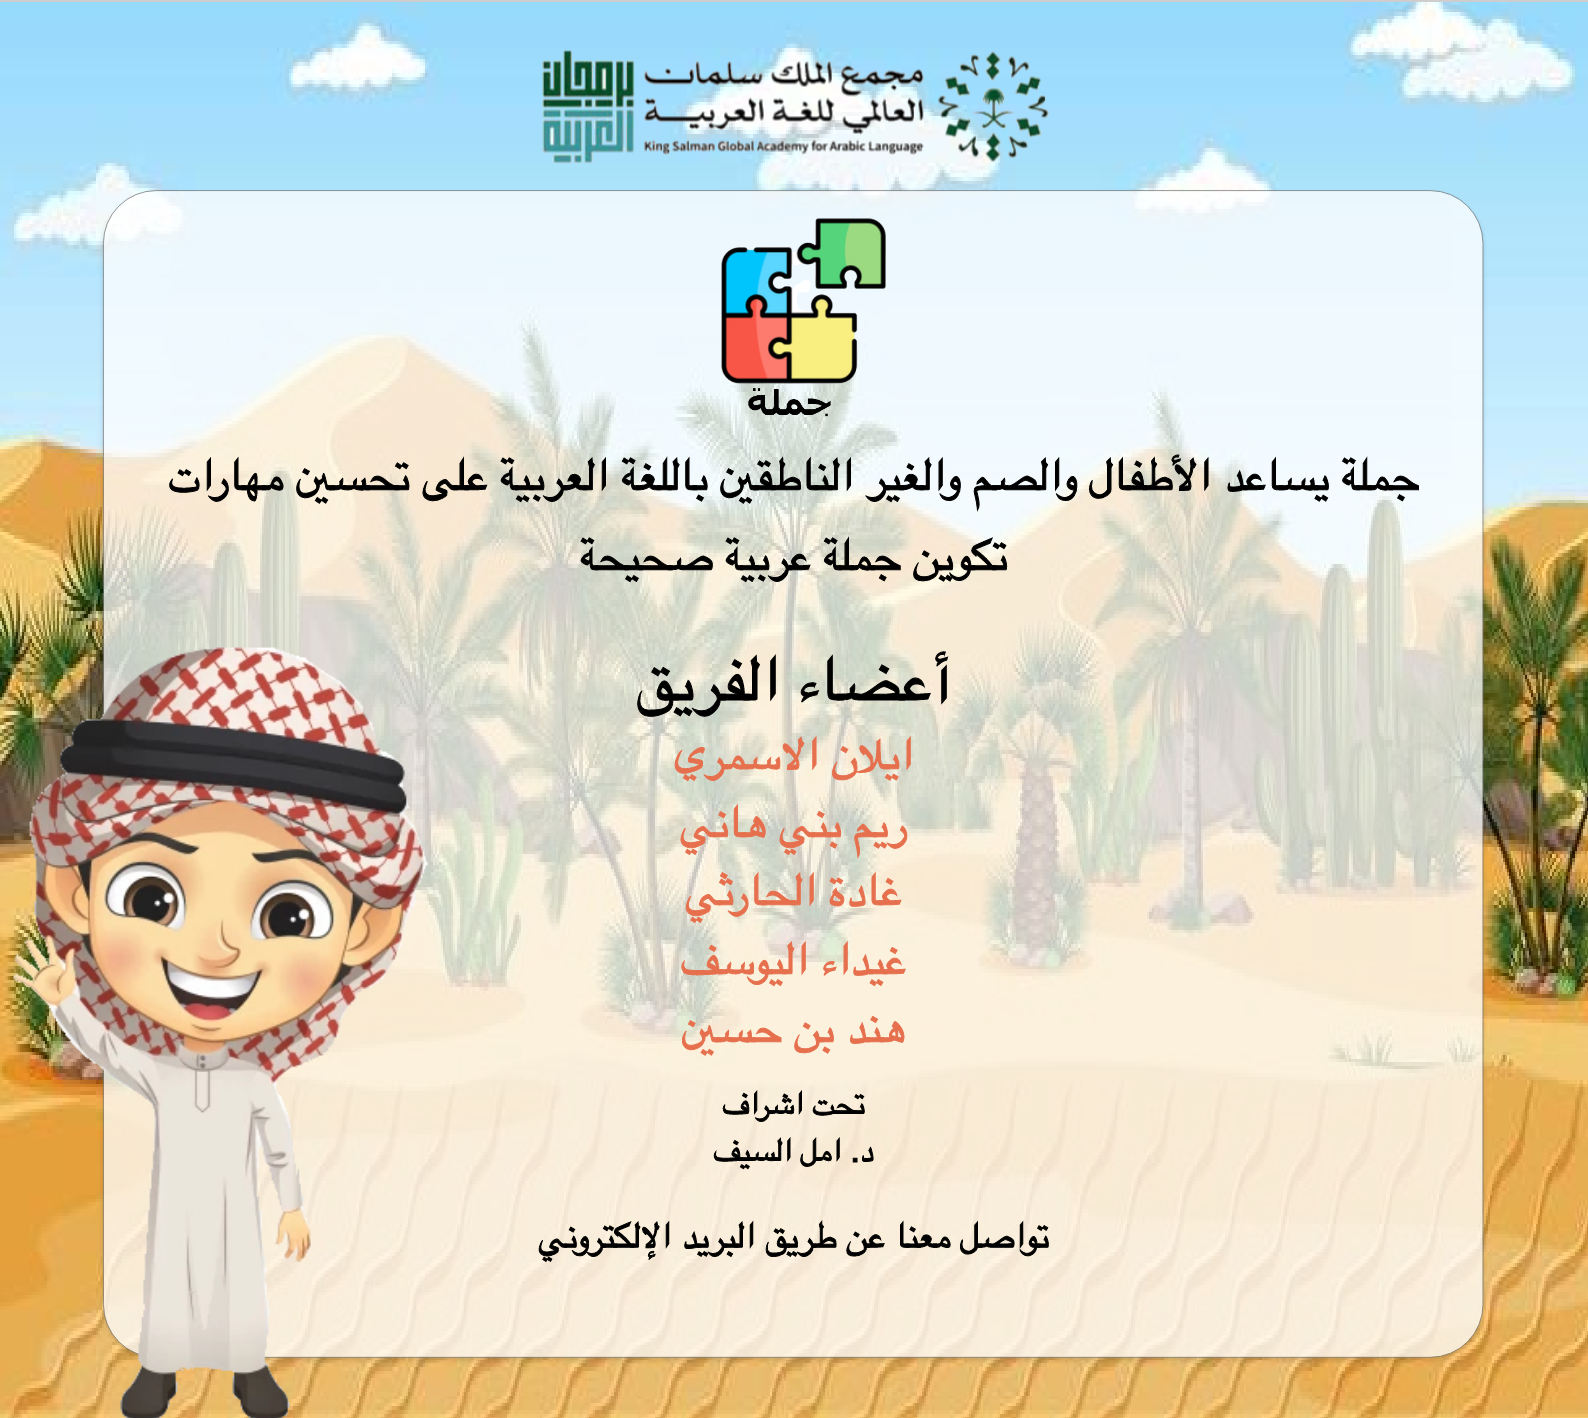 برمجان
العربية
مجمع الملك سلمان
العالمي للغة العربية
King Salman Global Academy for Arabic Language
جملة
جملة يساعد الأطفال والصم والغير الناطقين باللغة العربية على تحسين مهارات
تكوين جملة عربية صحيحة
أعضاء الفريق
ايلان الاسمري
ريم بني هاني
غادة الحارثي
غيداء اليوسف
هند بن حسين
تحت اشراف
د. امل السيف
تواصل معنا عن طريق البريد الإلكتروني